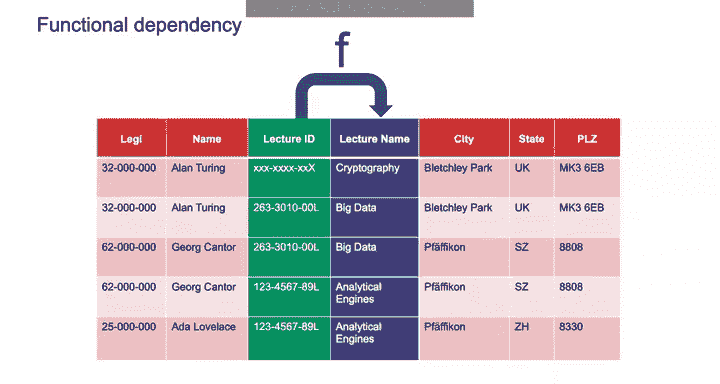 Functional dependency
f
Legi Name Lecture ID Lecture Name City State PLZ
32-000-000 Alan Turing xxx-xxxx-xxX Cryptography Bletchley Park UK MK3 6EB
32-000-000 Alan Turing 263-3010-00L Big Data Bletchley Park UK MK3 6EB
62-000-000 Georg Cantor 263-3010-00L Big Data Pfäffikon SZ 8808
62-000-000 Georg Cantor 123-4567-89L Analytical Engines Pfäffikon SZ 8808
25-000-000 Ada Lovelace 123-4567-89L Analytical Engines Pfäffikon ZH 8330